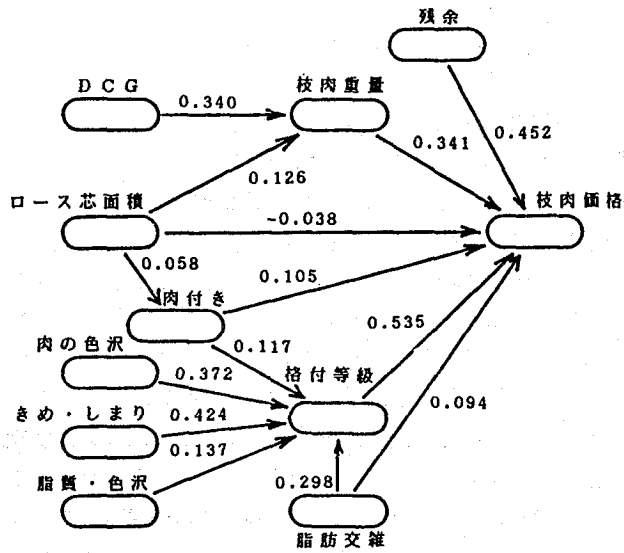 残余
DCG
枝肉重量
0.340
0.452
0.341
0.126
ロース芯面積
枝肉価格
-0.038
0.058
0.105
肉付き
0.535
0.117
肉の色沢
格付等級
0.372
0.094
きめ・しまり
0.424
0.137
脂質・色沢
0.298
脂肪交雑